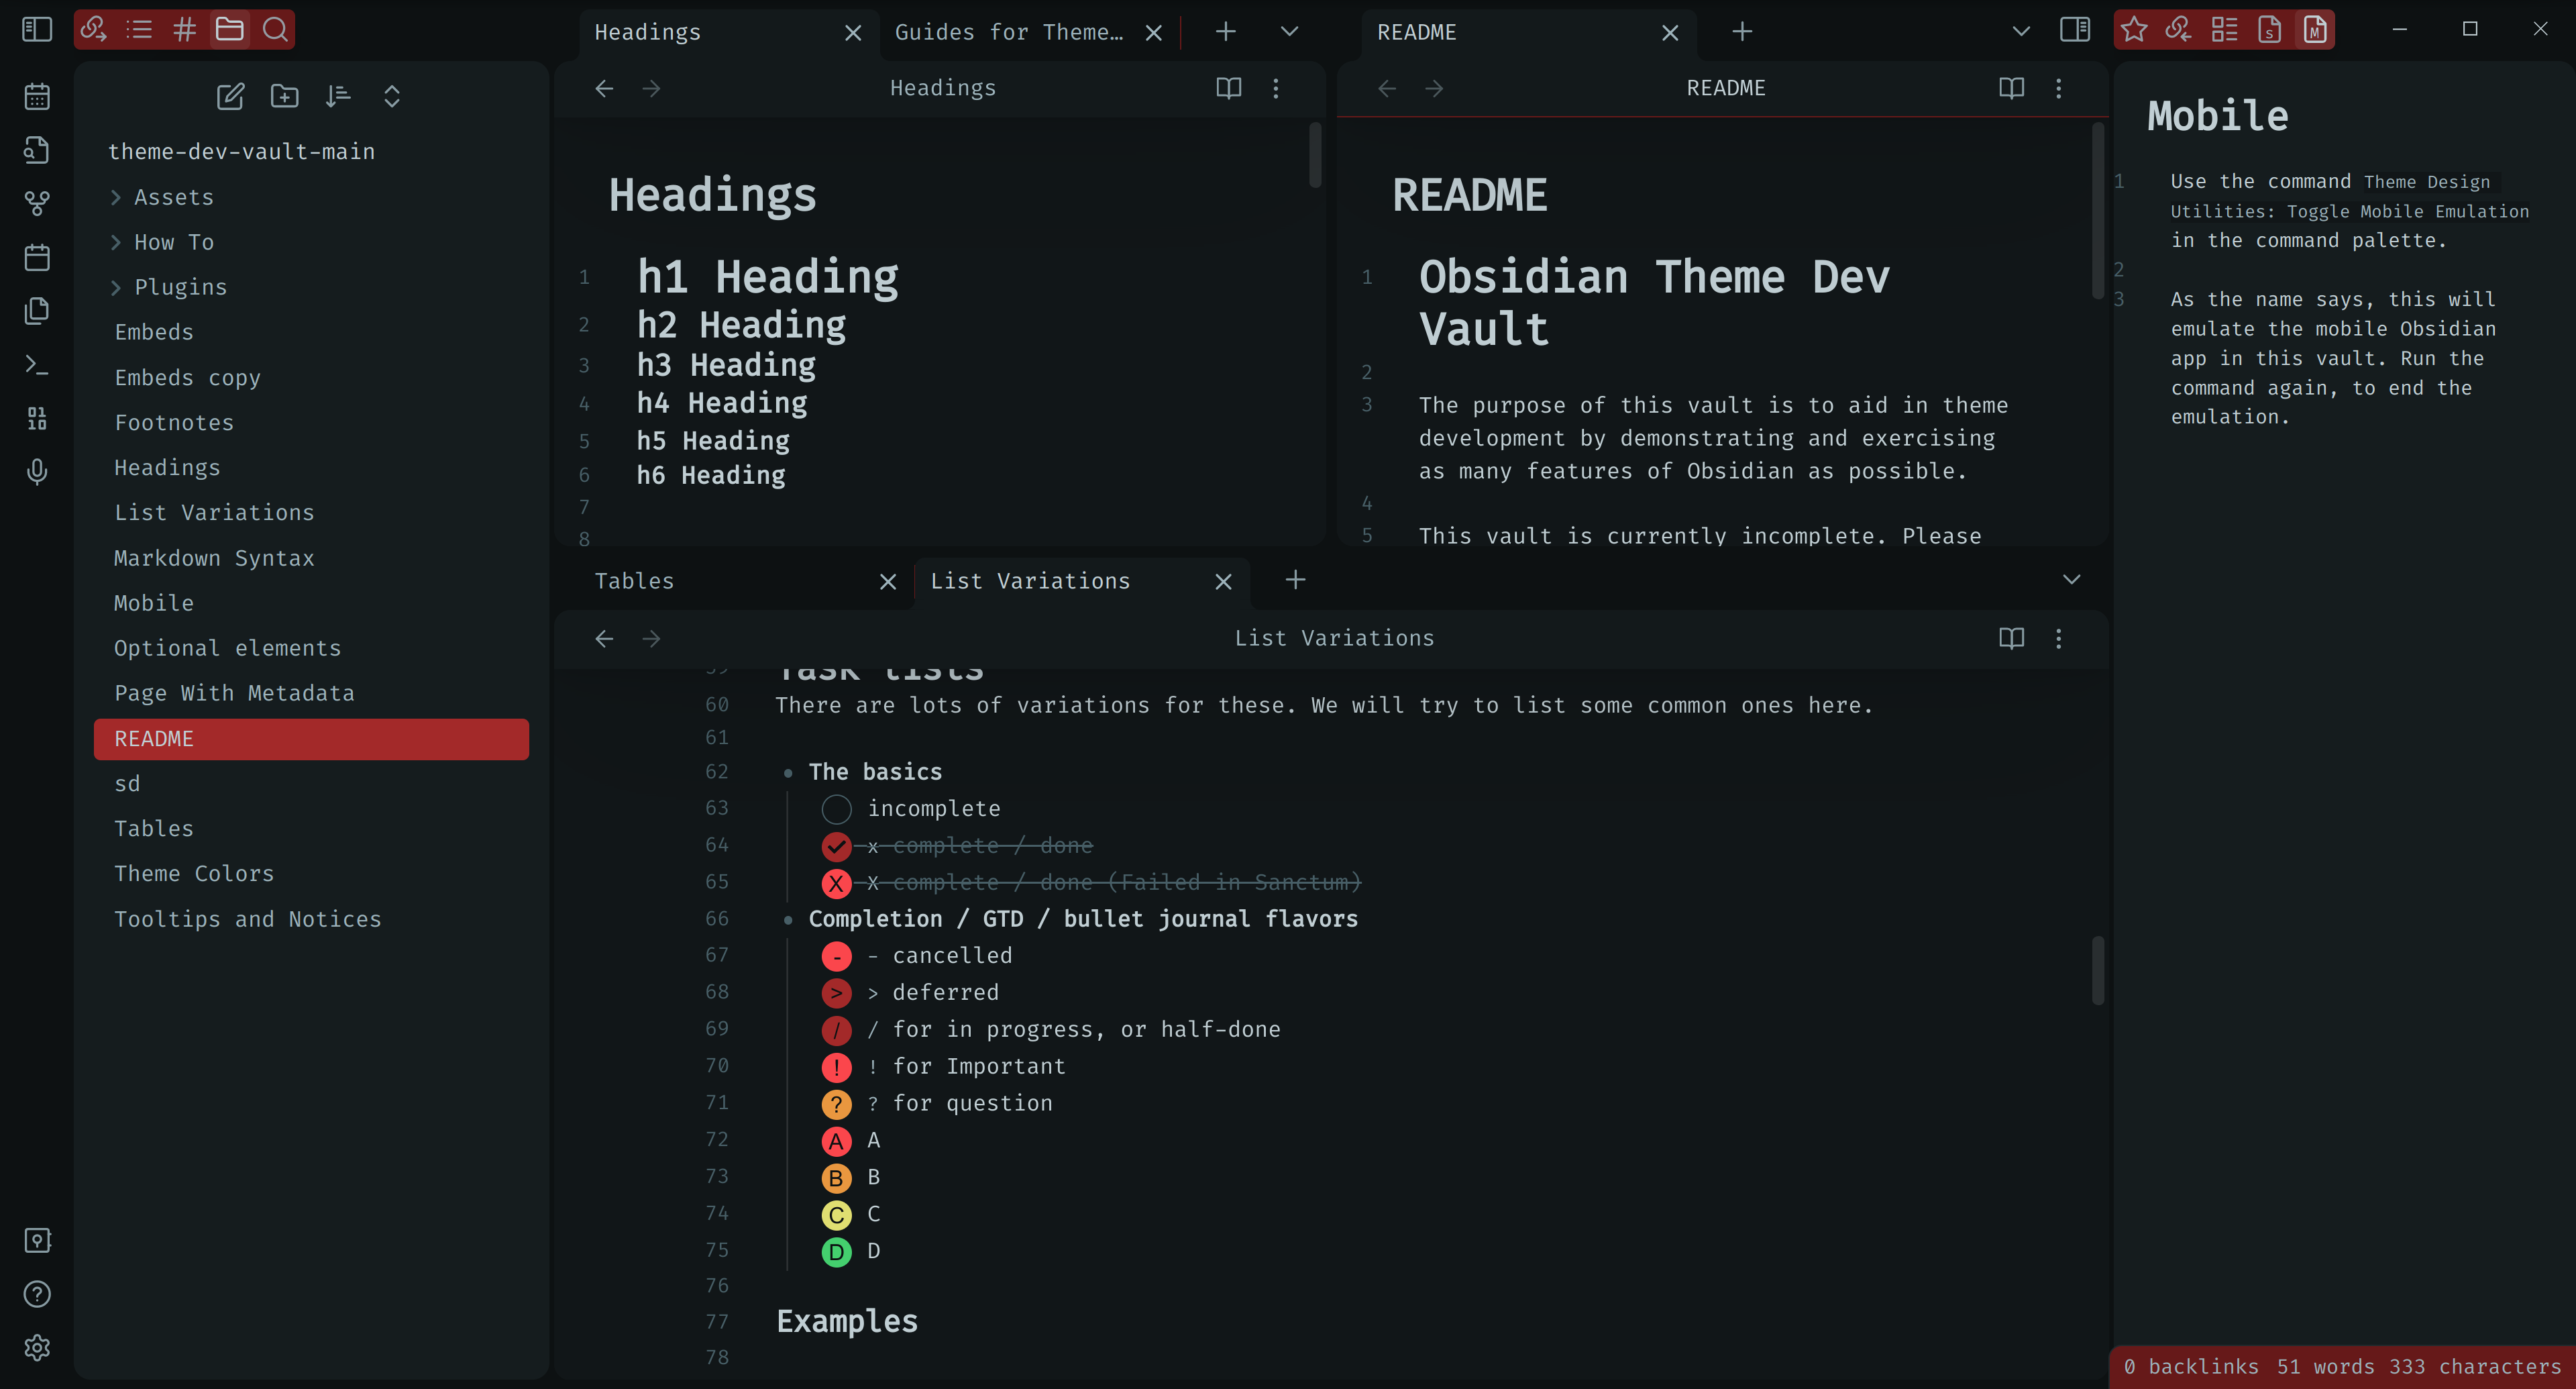 Headings
Guides for Theme…
README
theme-dev-vault-main
Assets
How To
Plugins
Embeds
Embeds copy
Footnotes
Headings
List Variations
Markdown Syntax
Mobile
Optional elements
Page With Metadata
README
sd
Tables
Theme Colors
Tooltips and Notices
Headings
Headings
1 h1 Heading
2 h2 Heading
3 h3 Heading
4 h4 Heading
5 h5 Heading
6 h6 Heading
7
8
README
README
1 Obsidian Theme Dev
Vault
2
3 The purpose of this vault is to aid in theme
development by demonstrating and exercising
as many features of Obsidian as possible.
4
5 This vault is currently incomplete. Please
Tables
List Variations
List Variations
59 Task lists
60 There are lots of variations for these. We will try to list some common ones here.
61
62 The basics
63 incomplete
64 x complete / done
65 X X complete / done (Failed in Sanctum)
66 Completion / GTD / bullet journal flavors
67 - - cancelled
68 > > deferred
69 / / for in progress, or half-done
70 ! ! for Important
71 ? ? for question
72 A A
73 B B
74 C C
75 D D
76
77 Examples
78
Mobile
1 Use the command Theme Design
Utilities: Toggle Mobile Emulation
in the command palette.
2
3 As the name says, this will
emulate the mobile Obsidian
app in this vault. Run the
command again, to end the
emulation.
0 backlinks 51 words 333 characters